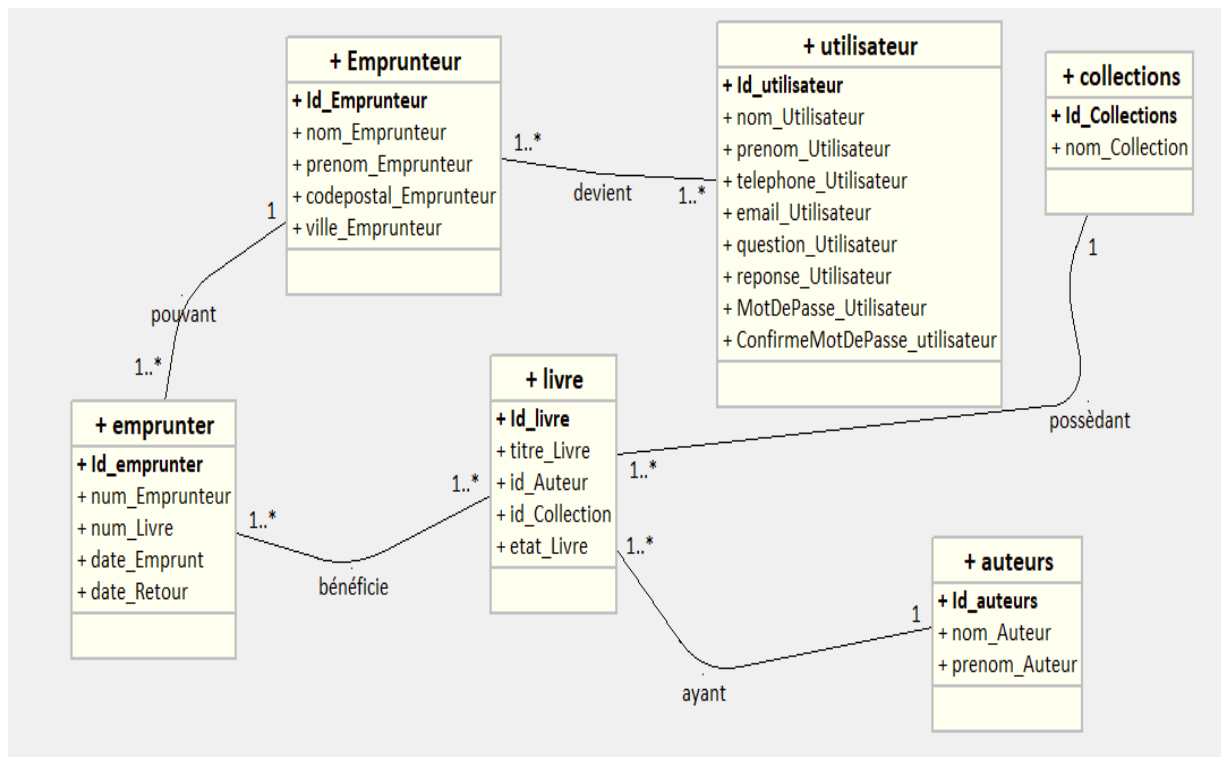 + Emprunteur
+ Id_Emprunteur
+ nom_Emprunteur
+ prenom_Emprunteur
+ codepostal_Emprunteur
+ ville_Emprunteur
+ utilisateur
+ Id_utilisateur
+ nom_Utilisateur
+ prenom_Utilisateur
+ telephone_Utilisateur
+ email_Utilisateur
+ question_Utilisateur
+ reponse_Utilisateur
+ MotDePasse_Utilisateur
+ ConfirmeMotDePasse_utilisateur
+ collections
+ Id_Collections
+ nom_Collection
1..*
devient
1..*
1
pouvant
1..*
1
possèdant
1..*
+ emprunter
+ Id_emprunter
+ num_Emprunteur
+ num_Livre
+ date_Emprunt
+ date_Retour
+ livre
+ Id_livre
+ titre_Livre
+ id_Auteur
+ id_Collection
+ etat_Livre
1..*
bénéficie
1..*
1..*
ayant
1
+ auteurs
+ Id_auteurs
+ nom_Auteur
+ prenom_Auteur